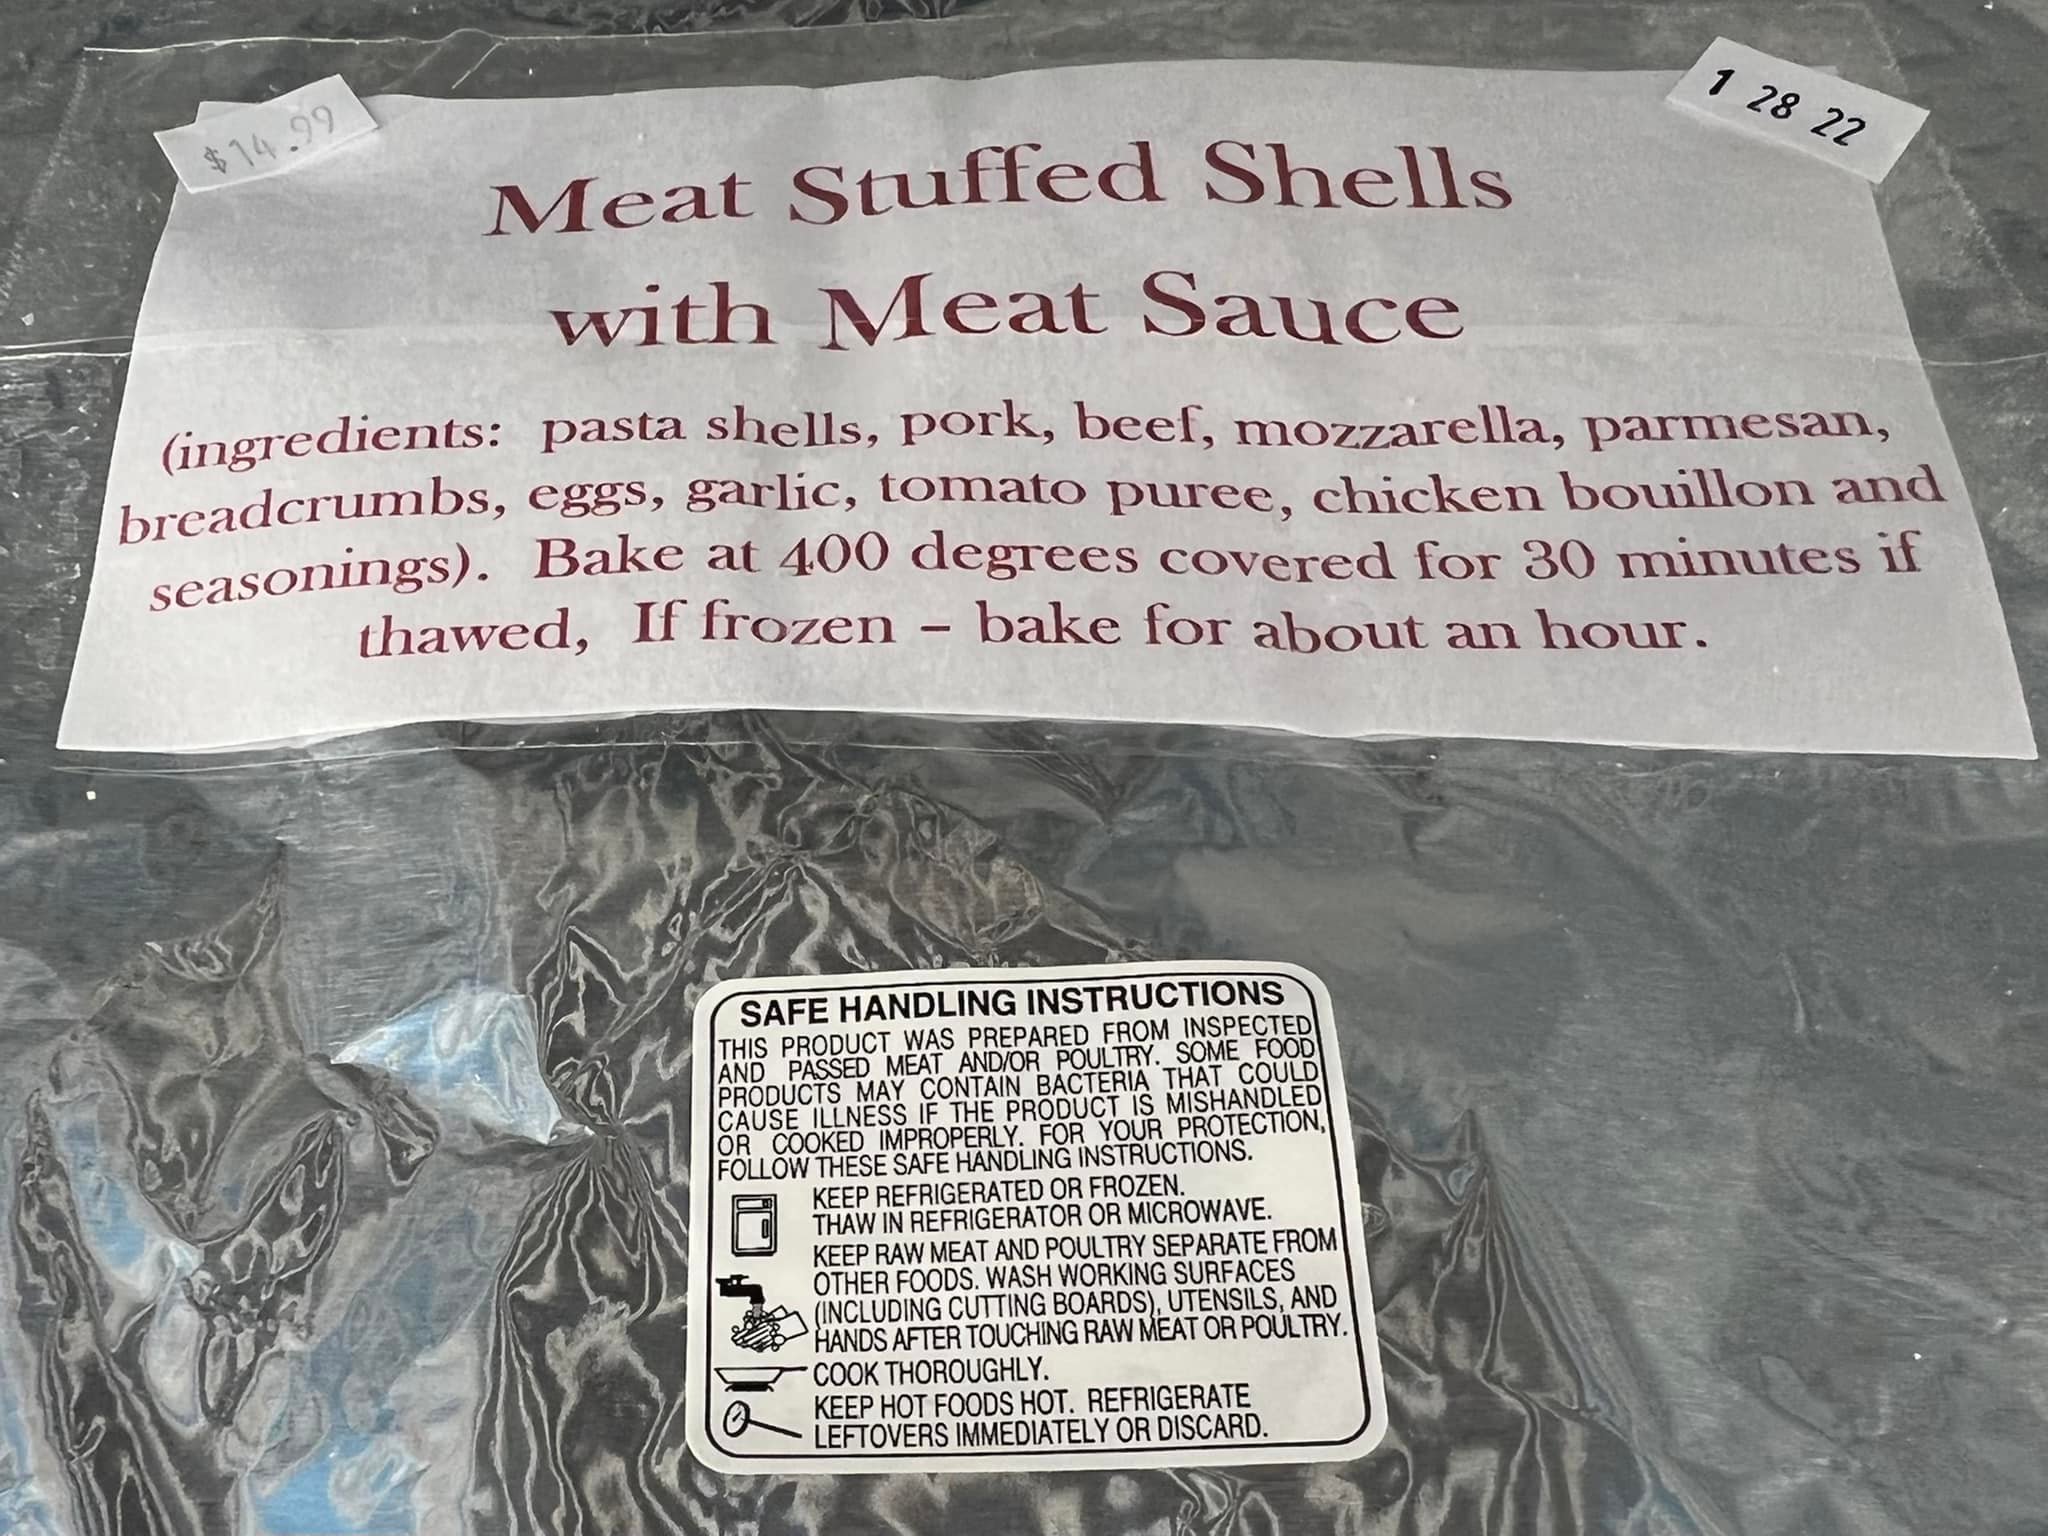 $14.99
1 28 22
Meat Stuffed Shells
with Meat Sauce
(ingredients: pasta shells, pork, beef, mozzarella, parmesan,
breadcrumbs, eggs, garlic, tomato puree, chicken bouillon and
seasonings). Bake at 400 degrees covered for 30 minutes if
thawed, If frozen – bake for about an hour.
SAFE HANDLING INSTRUCTIONS
THIS PRODUCT WAS PREPARED FROM INSPECTED
AND PASSED MEAT AND/OR POULTRY. SOME FOOD
PRODUCTS MAY CONTAIN BACTERIA THAT COULD
CAUSE ILLNESS IF THE PRODUCT IS MISHANDLED
OR COOKED IMPROPERLY. FOR YOUR PROTECTION,
FOLLOW THESE SAFE HANDLING INSTRUCTIONS.
KEEP REFRIGERATED OR FROZEN.
THAW IN REFRIGERATOR OR MICROWAVE.
KEEP RAW MEAT AND POULTRY SEPARATE FROM
OTHER FOODS. WASH WORKING SURFACES
(INCLUDING CUTTING BOARDS), UTENSILS, AND
HANDS AFTER TOUCHING RAW MEAT OR POULTRY.
COOK THOROUGHLY.
KEEP HOT FOODS HOT. REFRIGERATE
LEFTOVERS IMMEDIATELY OR DISCARD.